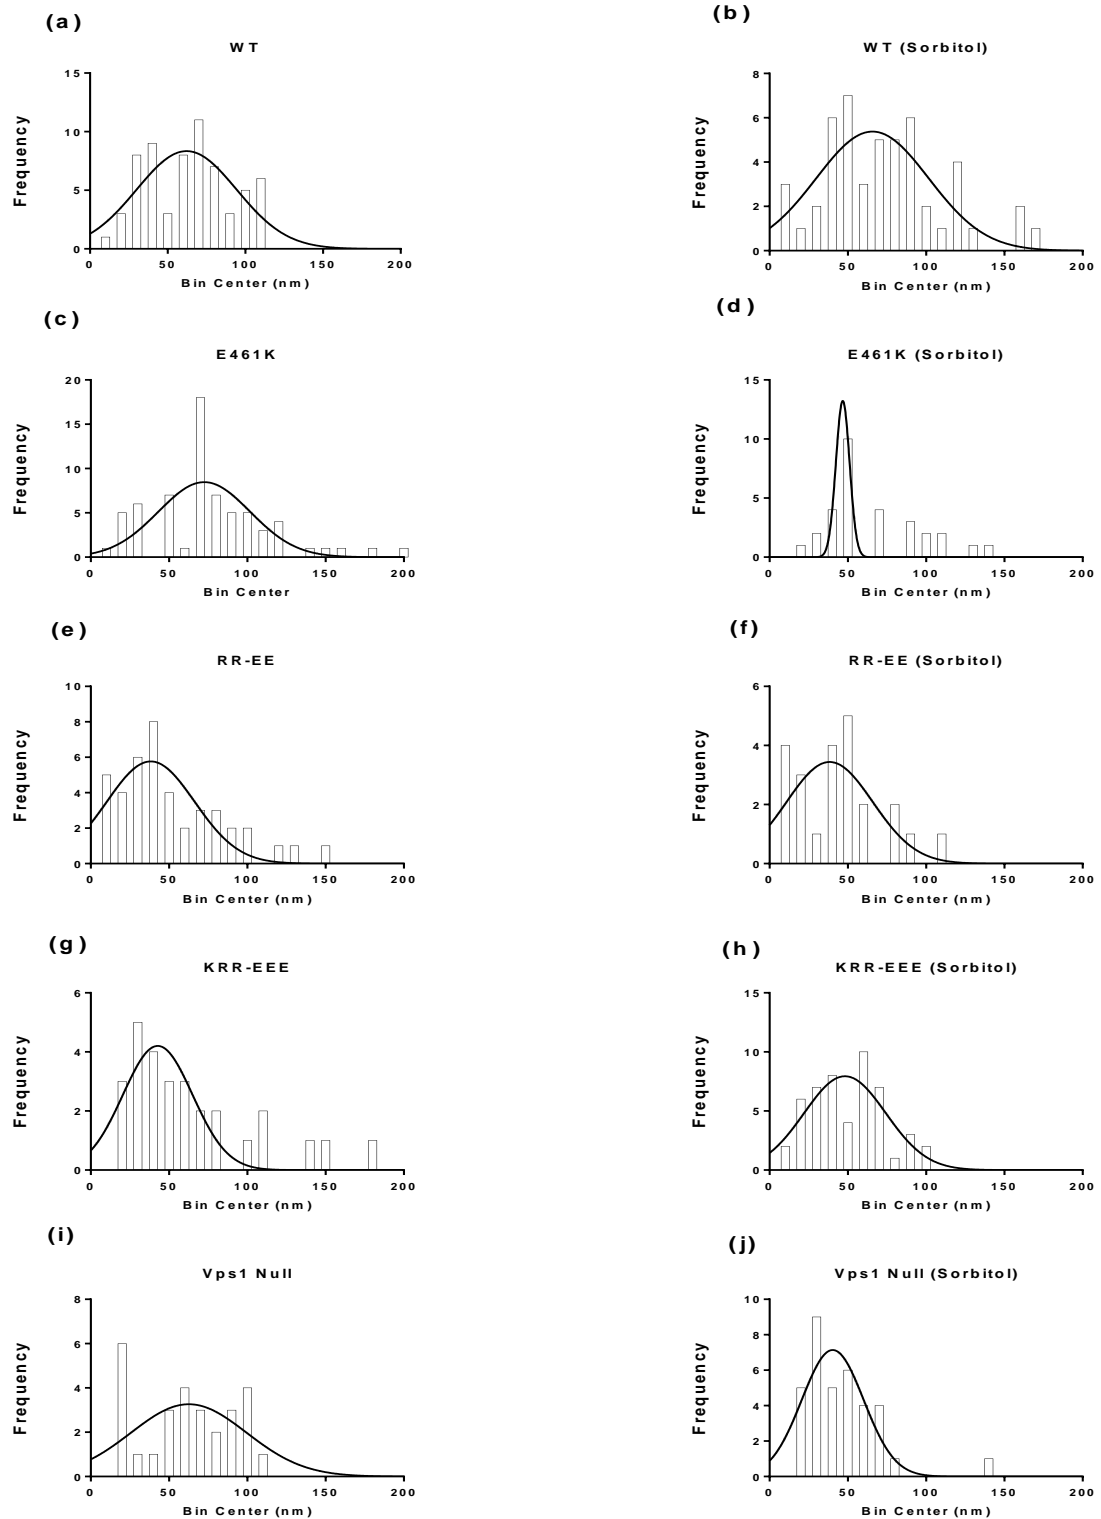 (a)
WT
15
10
5
0
Frequency
0 50 100 150 200
Bin Center (nm)
(b)
WT (Sorbitol)
8
6
4
2
0
Frequency
0 50 100 150 200
Bin Center (nm)
(c)
E461K
20
15
10
5
0
Frequency
0 50 100 150 200
Bin Center
(d)
E461K (Sorbitol)
15
10
5
0
Frequency
0 50 100 150 200
Bin Center (nm)
(e)
RR-EE
10
8
6
4
2
0
Frequency
0 50 100 150 200
Bin Center (nm)
(f)
RR-EE (Sorbitol)
6
4
2
0
Frequency
0 50 100 150 200
Bin Center (nm)
(g)
KRR-EEE
6
4
2
0
Frequency
0 50 100 150 200
Bin Center (nm)
(h)
KRR-EEE (Sorbitol)
15
10
5
0
Frequency
0 50 100 150 200
Bin Center (nm)
(i)
Vps1 Null
8
6
4
2
0
Frequency
0 50 100 150 200
Bin Center (nm)
(j)
Vps1 Null (Sorbitol)
10
8
6
4
2
0
Frequency
0 50 100 150 200
Bin Center (nm)